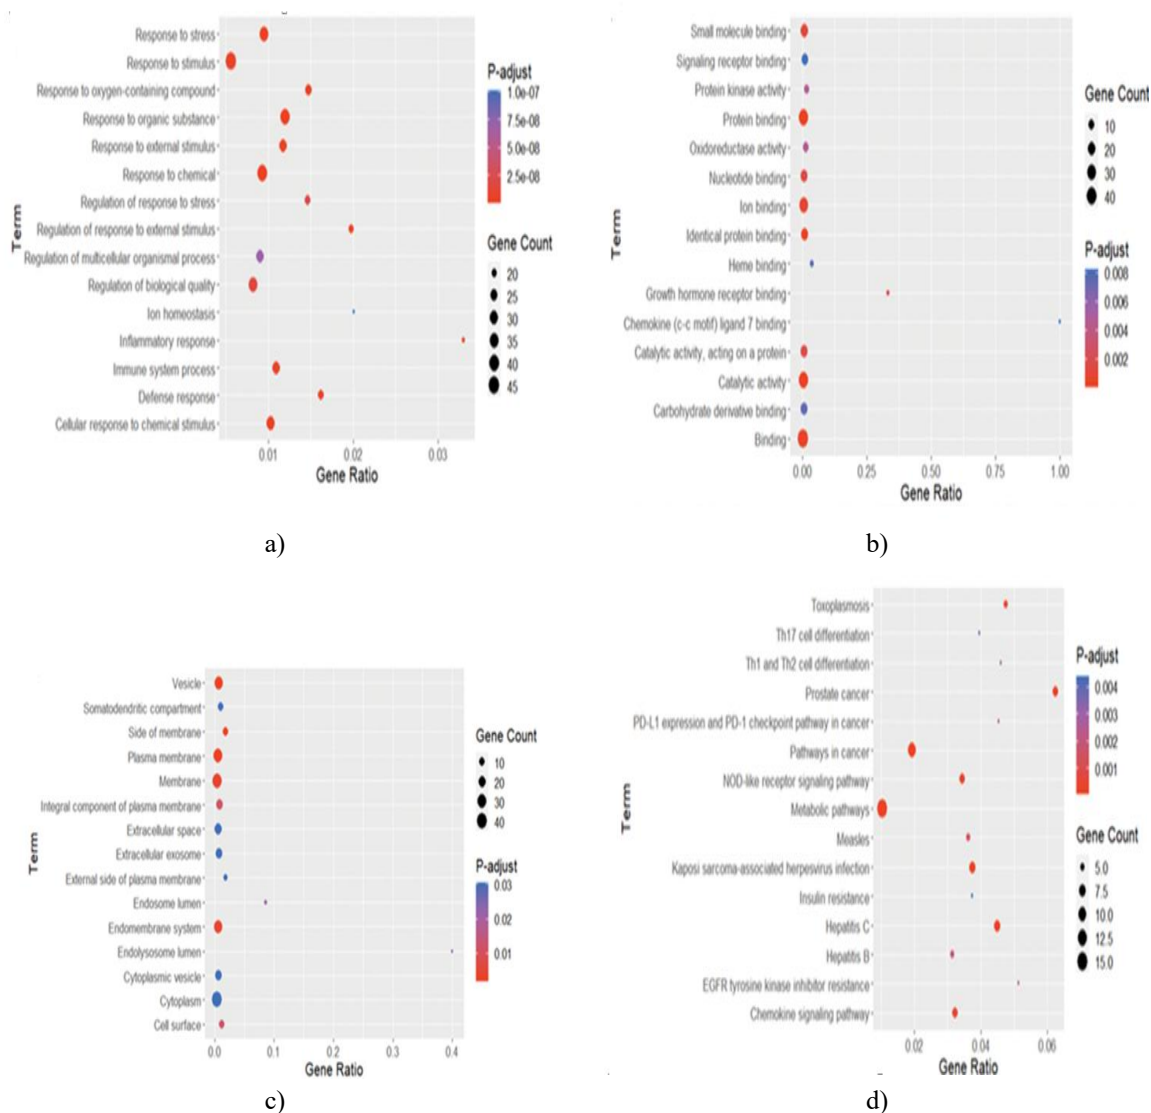 Response to stress
Response to stimulus
Response to oxygen-containing compound
Response to organic substance
Response to external stimulus
Response to chemical
Regulation of response to stress
Regulation of response to external stimulus
Regulation of multicellular organismal process
Regulation of biological quality
Ion homeostasis
Inflammatory response
Immune system process
Defense response
Cellular response to chemical stimulus
Term
0.01 0.02 0.03
Gene Ratio
P-adjust
1.0e-07
7.5e-08
5.0e-08
2.5e-08
Gene Count
20
25
30
35
40
45
a)
Small molecule binding
Signaling receptor binding
Protein kinase activity
Protein binding
Oxidoreductase activity
Nucleotide binding
Ion binding
Identical protein binding
Heme binding
Growth hormone receptor binding
Chemokine (c-c motif) ligand 7 binding
Catalytic activity, acting on a protein
Catalytic activity
Carbohydrate derivative binding
Binding
Term
0.00 0.25 0.50 0.75 1.00
Gene Ratio
Gene Count
10
20
30
40
P-adjust
0.008
0.006
0.004
0.002
b)
Vesicle
Somatodendritic compartment
Side of membrane
Plasma membrane
Membrane
Integral component of plasma membrane
Extracellular space
Extracellular exosome
External side of plasma membrane
Endosome lumen
Endomembrane system
Endolysosome lumen
Cytoplasmic vesicle
Cytoplasm
Cell surface
Term
0.0 0.1 0.2 0.3 0.4
Gene Ratio
Gene Count
10
20
30
40
P-adjust
0.03
0.02
0.01
c)
Toxoplasmosis
Th17 cell differentiation
Th1 and Th2 cell differentiation
Prostate cancer
PD-L1 expression and PD-1 checkpoint pathway in cancer
Pathways in cancer
NOD-like receptor signaling pathway
Metabolic pathways
Measles
Kaposi sarcoma-associated herpesvirus infection
Insulin resistance
Hepatitis C
Hepatitis B
EGFR tyrosine kinase inhibitor resistance
Chemokine signaling pathway
Term
0.02 0.04 0.06
Gene Ratio
P-adjust
0.004
0.003
0.002
0.001
Gene Count
5.0
7.5
10.0
12.5
15.0
d)